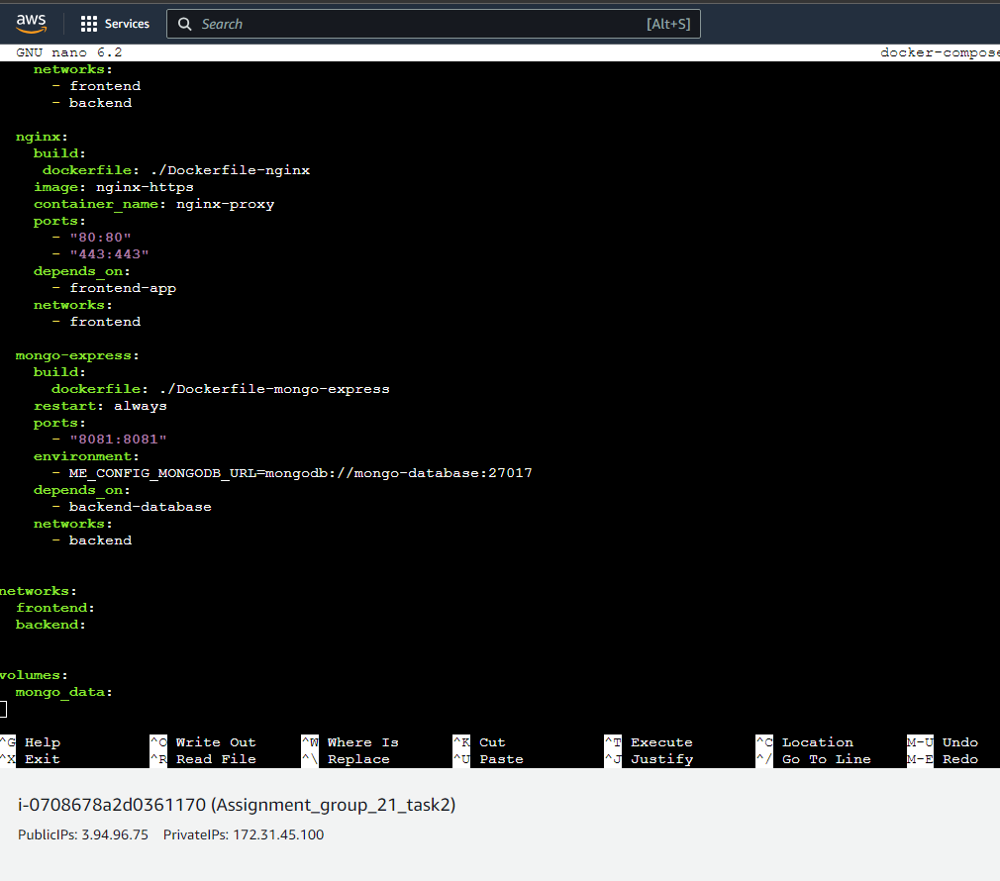 aws Services Search [Alt+S]
GNU nano 6.2 docker-compose
networks:
- frontend
- backend
nginx:
build:
dockerfile: ./Dockerfile-nginx
image: nginx-https
container_name: nginx-proxy
ports:
- "80:80"
- "443:443"
depends_on:
- frontend-app
networks:
- frontend
mongo-express:
build:
dockerfile: ./Dockerfile-mongo-express
restart: always
ports:
- "8081:8081"
environment:
- ME_CONFIG_MONGODB_URL=mongodb://mongo-database:27017
depends_on:
- backend-database
networks:
- backend
networks:
frontend:
backend:
volumes:
mongo_data:
^G Help ^O Write Out ^W Where Is ^K Cut ^T Execute ^C Location M-U Undo
^X Exit ^R Read File ^\ Replace ^U Paste ^J Justify ^/ Go To Line M-E Redo
i-0708678a2d0361170 (Assignment_group_21_task2)
PublicIPs: 3.94.96.75 PrivateIPs: 172.31.45.100